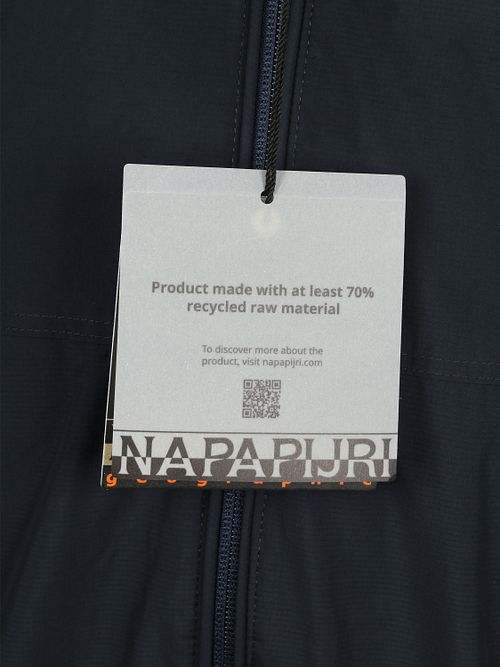 Product made with at least 70%
recycled raw material
To discover more about the
product, visit napapijri.com
NAPAPIJRI
geographic